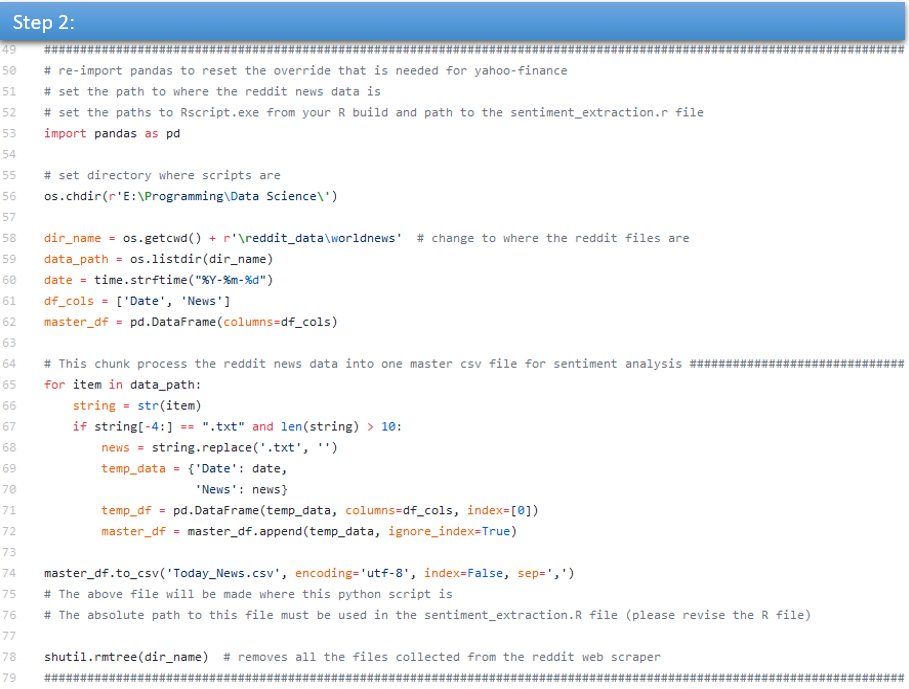 Step 2:
49 ########################################################################################################################
50 # re-import pandas to reset the override that is needed for yahoo-finance
51 # set the path to where the reddit news data is
52 # set the paths to Rscript.exe from your R build and path to the sentiment_extraction.r file
53 import pandas as pd
54
55 # set directory where scripts are
56 os.chdir(r'E:\Programming\Data Science\')
57
58 dir_name = os.getcwd() + r'\reddit_data\worldnews'  # change to where the reddit files are
59 data_path = os.listdir(dir_name)
60 date = time.strftime("%Y-%m-%d")
61 df_cols = ['Date', 'News']
62 master_df = pd.DataFrame(columns=df_cols)
63
64 # This chunk process the reddit news data into one master csv file for sentiment analysis ##############################
65 for item in data_path:
66     string = str(item)
67     if string[-4:] == ".txt" and len(string) > 10:
68         news = string.replace('.txt', '')
69         temp_data = {'Date': date,
70                      'News': news}
71         temp_df = pd.DataFrame(temp_data, columns=df_cols, index=[0])
72         master_df = master_df.append(temp_data, ignore_index=True)
73
74 master_df.to_csv('Today_News.csv', encoding='utf-8', index=False, sep=',')
75 # The above file will be made where this python script is
76 # The absolute path to this file must be used in the sentiment_extraction.R file (please revise the R file)
77
78 shutil.rmtree(dir_name)  # removes all the files collected from the reddit web scraper
79 ########################################################################################################################